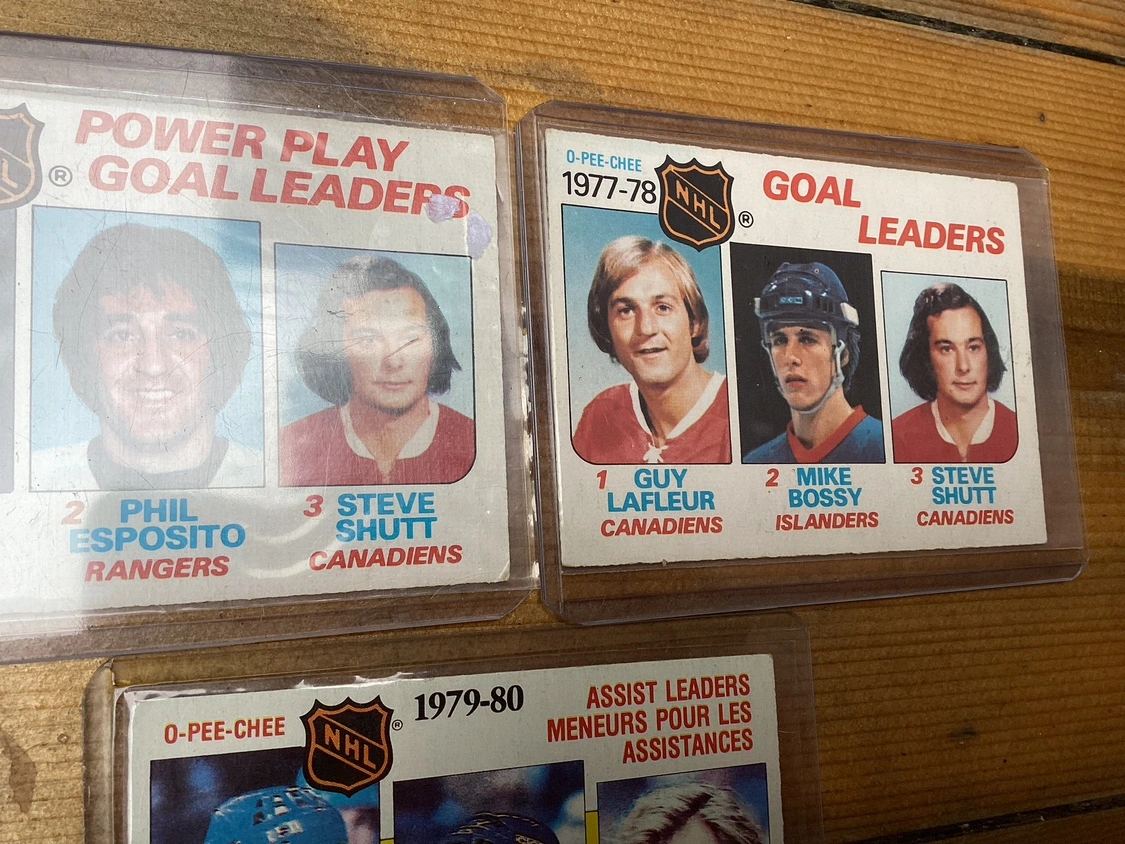 POWER PLAY
® GOAL LEADERS
2 PHIL
ESPOSITO
RANGERS
3 STEVE
SHUTT
CANADIENS
O-PEE-CHEE
1977-78
NHL ®
GOAL
LEADERS
1 GUY
LAFLEUR
CANADIENS
2 MIKE
BOSSY
ISLANDERS
3 STEVE
SHUTT
CANADIENS
O-PEE-CHEE
NHL ®
1979-80
ASSIST LEADERS
MENEURS POUR LES
ASSISTANCES